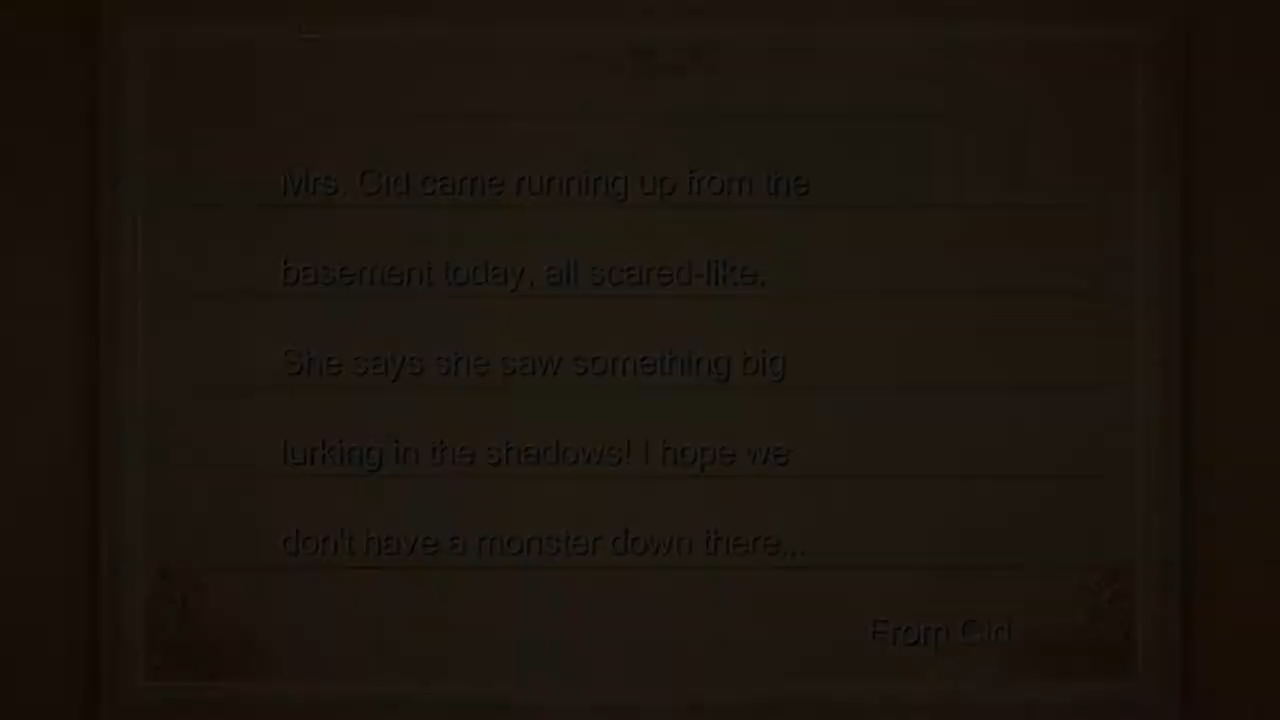 Mrs. Cid came running up from the
basement today, all scared-like.
She says she saw something big
lurking in the shadows! I hope we
don't have a monster down there...
From Girl